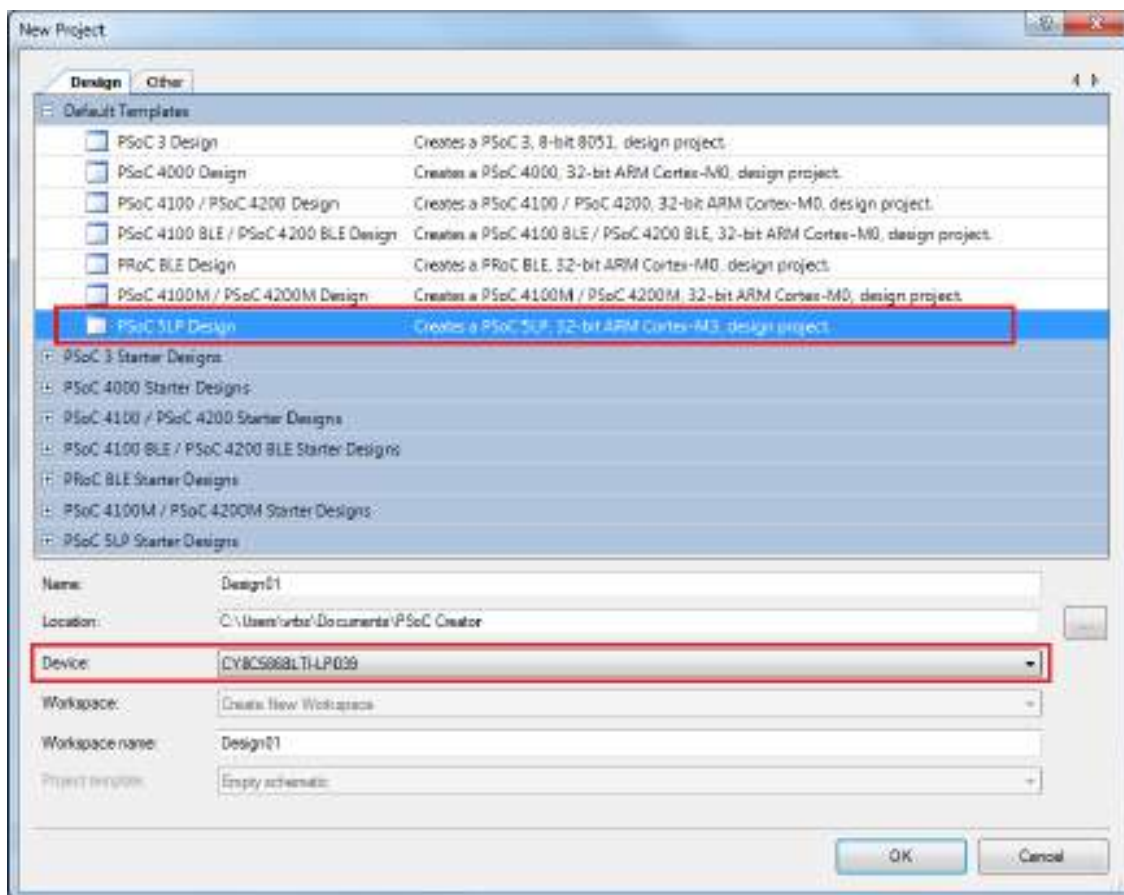 New Project
Design Other
Default Templates
PSoC 3 Design Creates a PSoC 3, 8-bit 8051, design project.
PSoC 4000 Design Creates a PSoC 4000, 32-bit ARM Cortex-M0, design project.
PSoC 4100 / PSoC 4200 Design Creates a PSoC 4100 / PSoC 4200, 32-bit ARM Cortex-M0, design project.
PSoC 4100 BLE / PSoC 4200 BLE Design Creates a PSoC 4100 BLE / PSoC 4200 BLE, 32-bit ARM Cortex-M0, design project.
PRoC BLE Design Creates a PRoC BLE, 32-bit ARM Cortex-M0, design project.
PSoC 4100M / PSoC 4200M Design Creates a PSoC 4100M / PSoC 4200M, 32-bit ARM Cortex-M0, design project.
PSoC 5LP Design Creates a PSoC 5LP, 32-bit ARM Cortex-M3, design project.
PSoC 3 Starter Designs
PSoC 4000 Starter Designs
PSoC 4100 / PSoC 4200 Starter Designs
PSoC 4100 BLE / PSoC 4200 BLE Starter Designs
PRoC BLE Starter Designs
PSoC 4100M / PSoC 4200M Starter Designs
PSoC 5LP Starter Designs
Name: Design01
Location: PSoC Creator
Device: CY8C5868LTI-LP039
Workspace: Create New Workspace
Workspace name: Design01
Project template: Empty schematic
OK Cancel